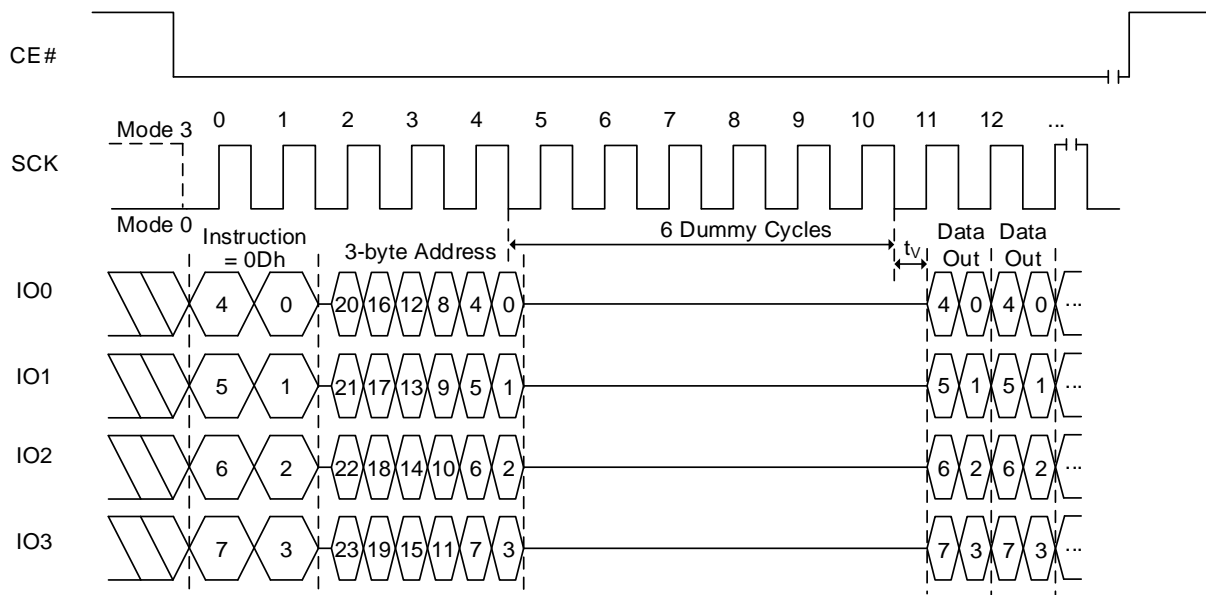 CE#
0 1 2 3 4 5 6 7 8 9 10 11 12 ...
Mode 3
SCK
Mode 0
Instruction
= 0Dh
3-byte Address
6 Dummy Cycles
tV
Data
Out
Data
Out
IO0
4 0 20 16 12 8 4 0 4 0 4 0 ...
IO1
5 1 21 17 13 9 5 1 5 1 5 1 ...
IO2
6 2 22 18 14 10 6 2 6 2 6 2 ...
IO3
7 3 23 19 15 11 7 3 7 3 7 3 ...